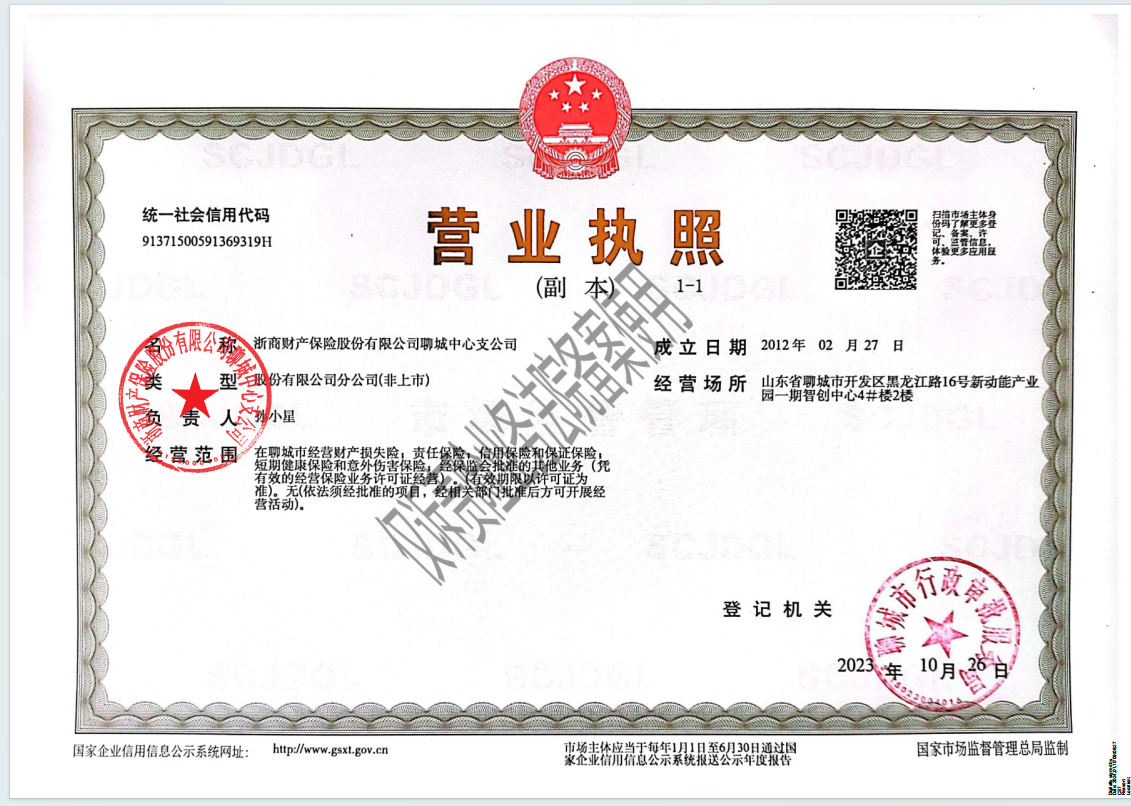 统一社会信用代码
91371500591369319H
营业执照
(副 本)
1-1
扫描市场主体身
份码了解更多登
记、备案、许
可、监管信息，
体验更多应用服
务。
名 称 浙商财产保险股份有限公司聊城中心支公司
类 型 股份有限公司分公司(非上市)
负 责 人 孙小星
经 营 范 围 在聊城市经营财产损失险；责任保险；信用保险和保证保险；
短期健康保险和意外伤害保险；经保监会批准的其他业务（凭
有效的经营保险业务许可证经营）。（有效期限以许可证为
准）。无(依法须经批准的项目，经相关部门批准后方可开展经
营活动)。
成 立 日 期 2012 年 02 月 27 日
经 营 场 所 山东省聊城市开发区黑龙江路16号新动能产业
园一期智创中心4#楼2楼
浙商财产保险股份有限公司聊城中心支公司
登 记 机 关
聊城市行政审批服务局
2023 年 10 月 26 日
国家企业信用信息公示系统网址：
http://www.gsxt.gov.cn
市场主体应当于每年1月1日至6月30日通过国
家企业信用信息公示系统报送公示年度报告
国家市场监督管理总局监制
SCJDGL